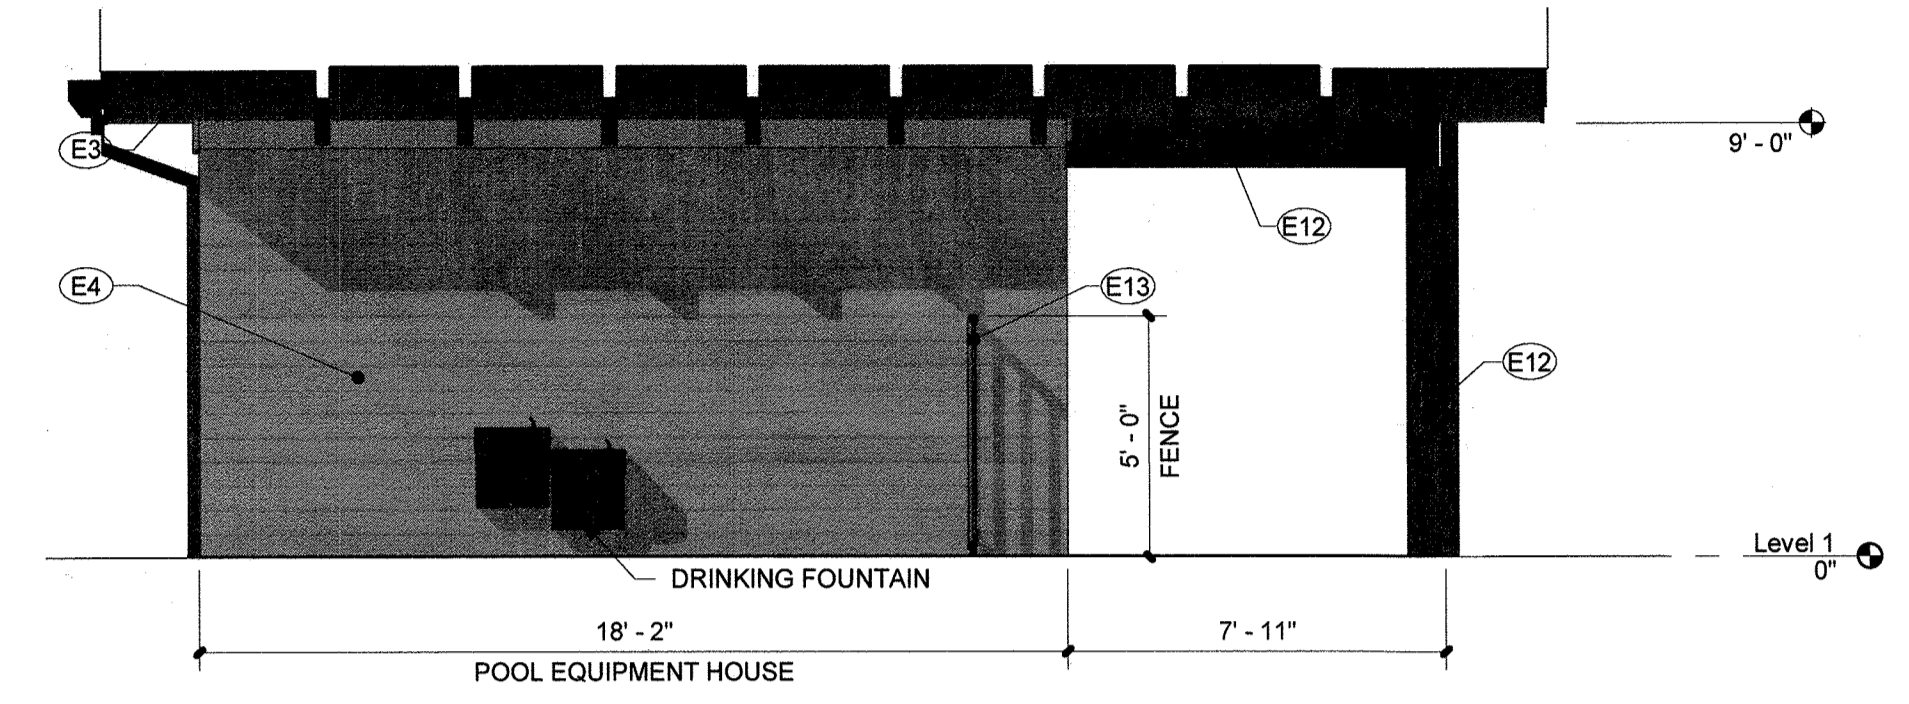 E3
9' - 0"
E12
E4
E13
E12
5' - 0"
FENCE
Level 1
0"
DRINKING FOUNTAIN
18' - 2"
7' - 11"
POOL EQUIPMENT HOUSE